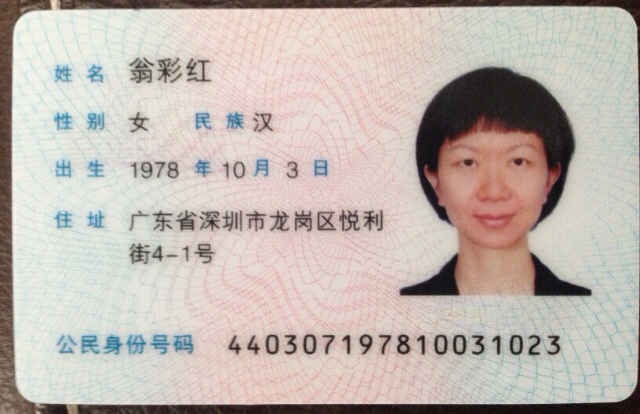 姓名 翁彩红
性别 女 民族 汉
出生 1978 年 10 月 3 日
住址 广东省深圳市龙岗区悦利
街4-1号
公民身份号码 440307197810031023